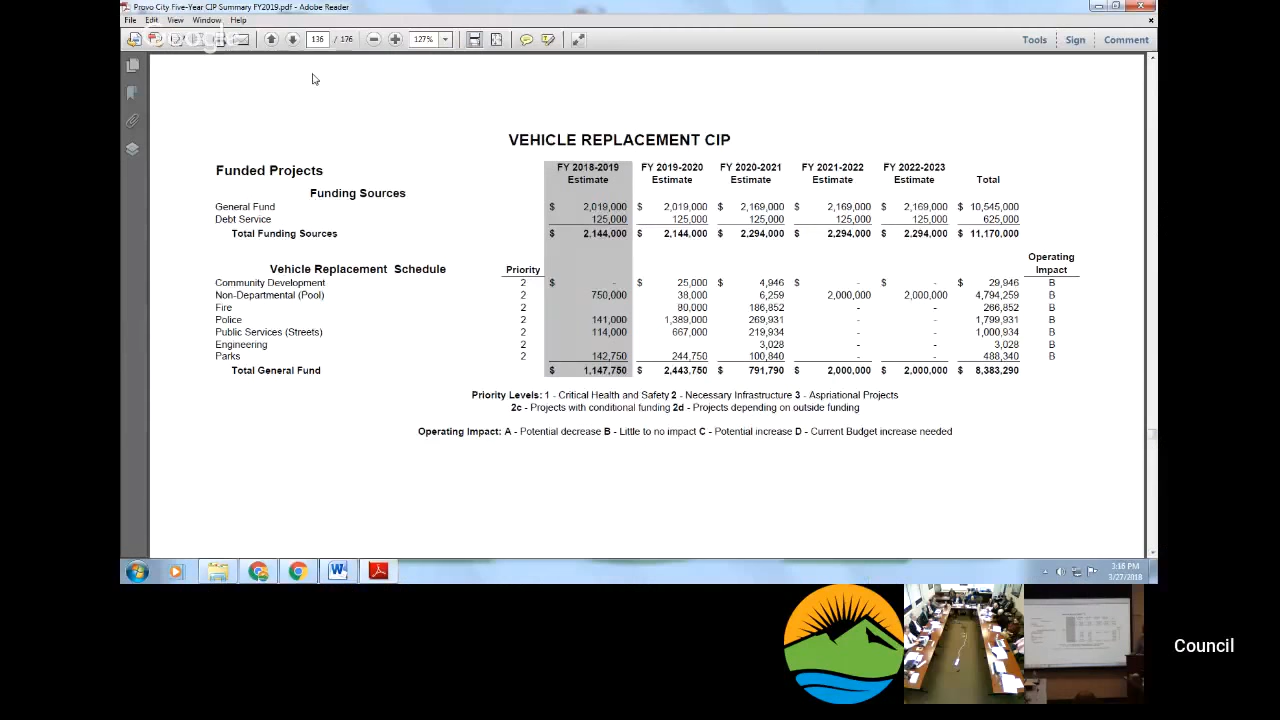 Provo City Five-Year CIP Summary FY2019.pdf - Adobe Reader
File Edit View Window Help
Google
136 / 176 127% Tools Sign Comment
VEHICLE REPLACEMENT CIP
Funded Projects FY 2018-2019 FY 2019-2020 FY 2020-2021 FY 2021-2022 FY 2022-2023
Estimate Estimate Estimate Estimate Estimate Total
Funding Sources
General Fund $ 2,019,000 $ 2,019,000 $ 2,169,000 $ 2,169,000 $ 2,169,000 $ 10,545,000
Debt Service 125,000 125,000 125,000 125,000 125,000 625,000
Total Funding Sources $ 2,144,000 $ 2,144,000 $ 2,294,000 $ 2,294,000 $ 2,294,000 $ 11,170,000
Operating
Vehicle Replacement Schedule Priority Impact
Community Development 2 $ - $ 25,000 $ 4,946 $ - $ - $ 29,946 B
Non-Departmental (Pool) 2 750,000 38,000 6,259 2,000,000 2,000,000 4,794,259 B
Fire 2 80,000 186,852 - - 266,852 B
Police 2 141,000 1,389,000 269,931 - - 1,799,931 B
Public Services (Streets) 2 114,000 667,000 219,934 - - 1,000,934 B
Engineering 2 3,028 - - 3,028 B
Parks 2 142,750 244,750 100,840 - - 488,340 B
Total General Fund $ 1,147,750 $ 2,443,750 $ 791,790 $ 2,000,000 $ 2,000,000 $ 8,383,290
Priority Levels: 1 - Critical Health and Safety 2 - Necessary Infrastructure 3 - Aspriational Projects
2c - Projects with conditional funding 2d - Projects depending on outside funding
Operating Impact: A - Potential decrease B - Little to no impact C - Potential increase D - Current Budget increase needed
3:16 PM
3/27/2018
Council